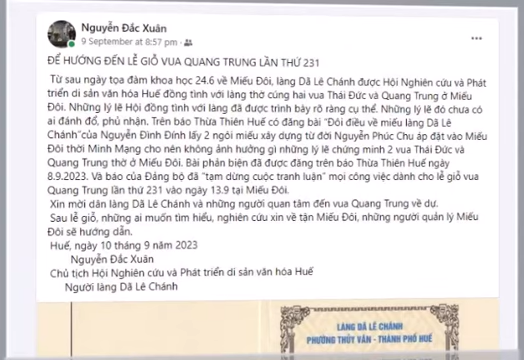 Nguyễn Đắc Xuân
9 September at 8:57 pm
ĐỂ HƯỚNG ĐẾN LỄ GIỖ VUA QUANG TRUNG LẦN THỨ 231
Từ sau ngày tọa đàm khoa học 24.6 về Miếu Đôi, làng Dã Lê Chánh được Hội Nghiên cứu và Phát
triển di sản văn hóa Huế đồng tình với làng thờ cúng hai vua Thái Đức và Quang Trung ở Miếu
Đôi. Những lý lẽ Hội đồng tình với làng đã được trình bày rõ ràng cụ thể. Những lý lẽ đó chưa có
ai đánh đổ, phủ nhận. Trên báo Thừa Thiên Huế có đăng bài "Đôi điều về miếu làng Dã Lê
Chánh"của Nguyễn Đình Đính lấy 2 ngôi miếu xây dựng từ đời Nguyễn Phúc Chu áp đặt vào Miếu
Đôi thời Minh Mạng cho nên không ảnh hưởng gì những lý lẽ chứng minh 2 vua Thái Đức và
Quang Trung thờ ở Miếu Đôi. Bài phản biện đã được đăng trên báo Thừa Thiên Huế ngày
8.9.2023. Và báo của Đảng bộ đã "tạm dừng cuộc tranh luận" mọi công việc dành cho lễ giỗ vua
Quang Trung lần thứ 231 vào ngày 13.9 tại Miếu Đôi.
Xin mời dân làng Dã Lê Chánh và những người quan tâm đến vua Quang Trung về dự.
Sau lễ giỗ, những ai muốn tìm hiểu, nghiên cứu xin về tận Miếu Đôi, những người quản lý Miếu
Đôi sẽ hướng dẫn.
Huế, ngày 10 tháng 9 năm 2023
Nguyễn Đắc Xuân
Chủ tịch Hội Nghiên cứu và Phát triển di sản văn hóa Huế
Người làng Dã Lê Chánh
LÀNG DÃ LÊ CHÁNH
PHƯỜNG THỦY VÂN - THÀNH PHỐ HUẾ